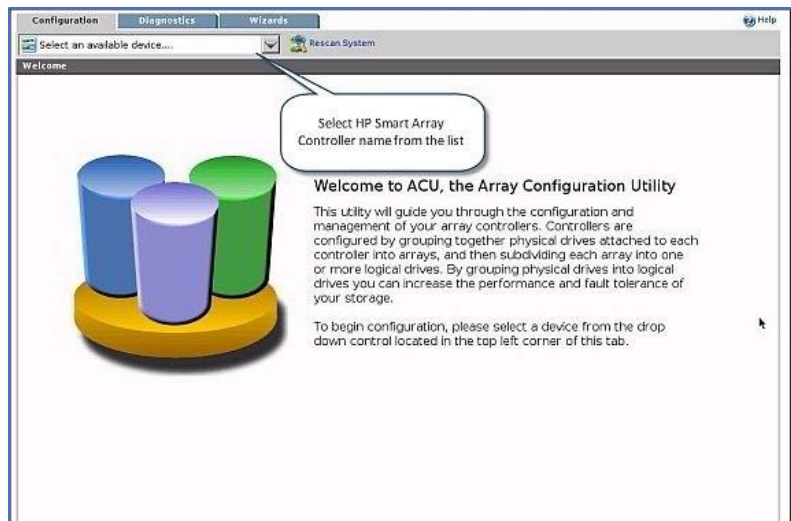 Configuration Diagnostics Wizards Help
Select an available device.... Rescan System
Welcome
Select HP Smart Array
Controller name from the list
Welcome to ACU, the Array Configuration Utility
This utility will guide you through the configuration and
management of your array controllers. Controllers are
configured by grouping together physical drives attached to each
controller into arrays, and then subdividing each array into one
or more logical drives. By grouping physical drives into logical
drives you can increase the performance and fault tolerance of
your storage.
To begin configuration, please select a device from the drop
down control located in the top left corner of this tab.